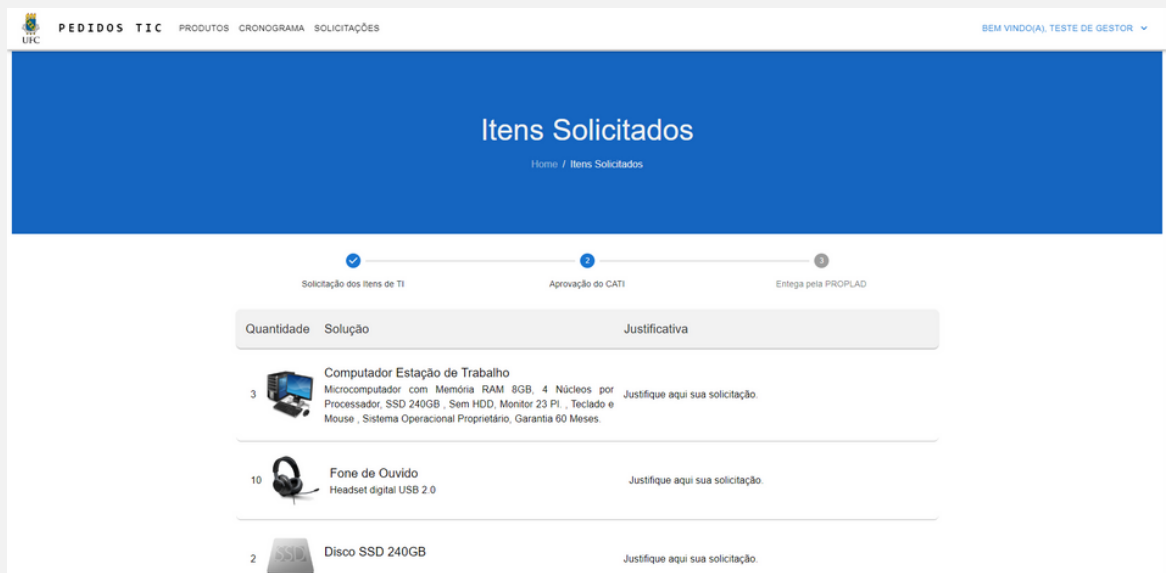 UFC
PEDIDOS TIC PRODUTOS CRONOGRAMA SOLICITAÇÕES BEM VINDO(A), TESTE DE GESTOR
Itens Solicitados
Home / Itens Solicitados
2 3
Solicitação dos Itens de TI Aprovação do CATI Entega pela PROPLAD
Quantidade Solução Justificativa
Computador Estação de Trabalho
3 Microcomputador com Memória RAM 8GB, 4 Núcleos por Justifique aqui sua solicitação.
Processador, SSD 240GB , Sem HDD, Monitor 23 Pl. , Teclado e
Mouse , Sistema Operacional Proprietário, Garantia 60 Meses.
Fone de Ouvido
10 Headset digital USB 2.0 Justifique aqui sua solicitação.
SSD
Disco SSD 240GB
2 Justifique aqui sua solicitação.